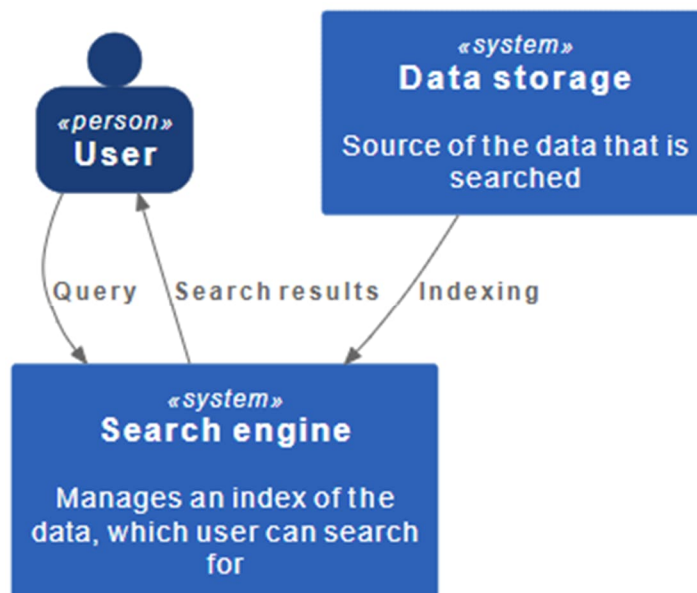 «person»
User
«system»
Data storage
Source of the data that is
searched
Query
Search results
Indexing
«system»
Search engine
Manages an index of the
data, which user can search
for